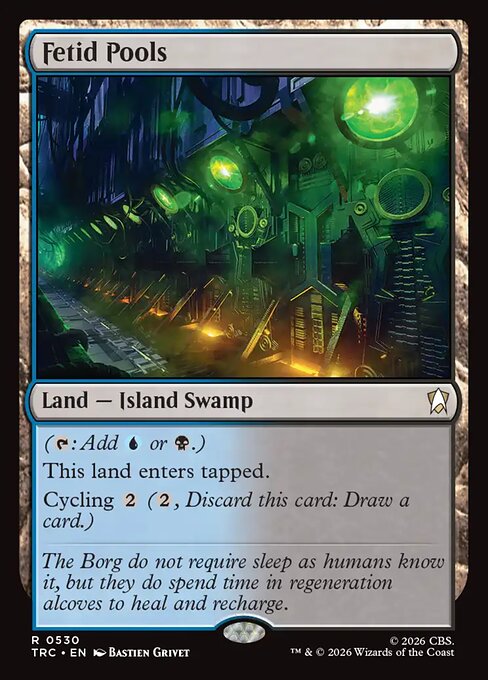 Fetid Pools
Land — Island Swamp
( : Add or .)
This land enters tapped.
Cycling 2 (2, Discard this card: Draw a
card.)
The Borg do not require sleep as humans know
it, but they do spend time in regeneration
alcoves to heal and recharge.
R 0530
TRC • EN Bastien Grivet
© 2026 CBS.
™ & © 2026 Wizards of the Coast